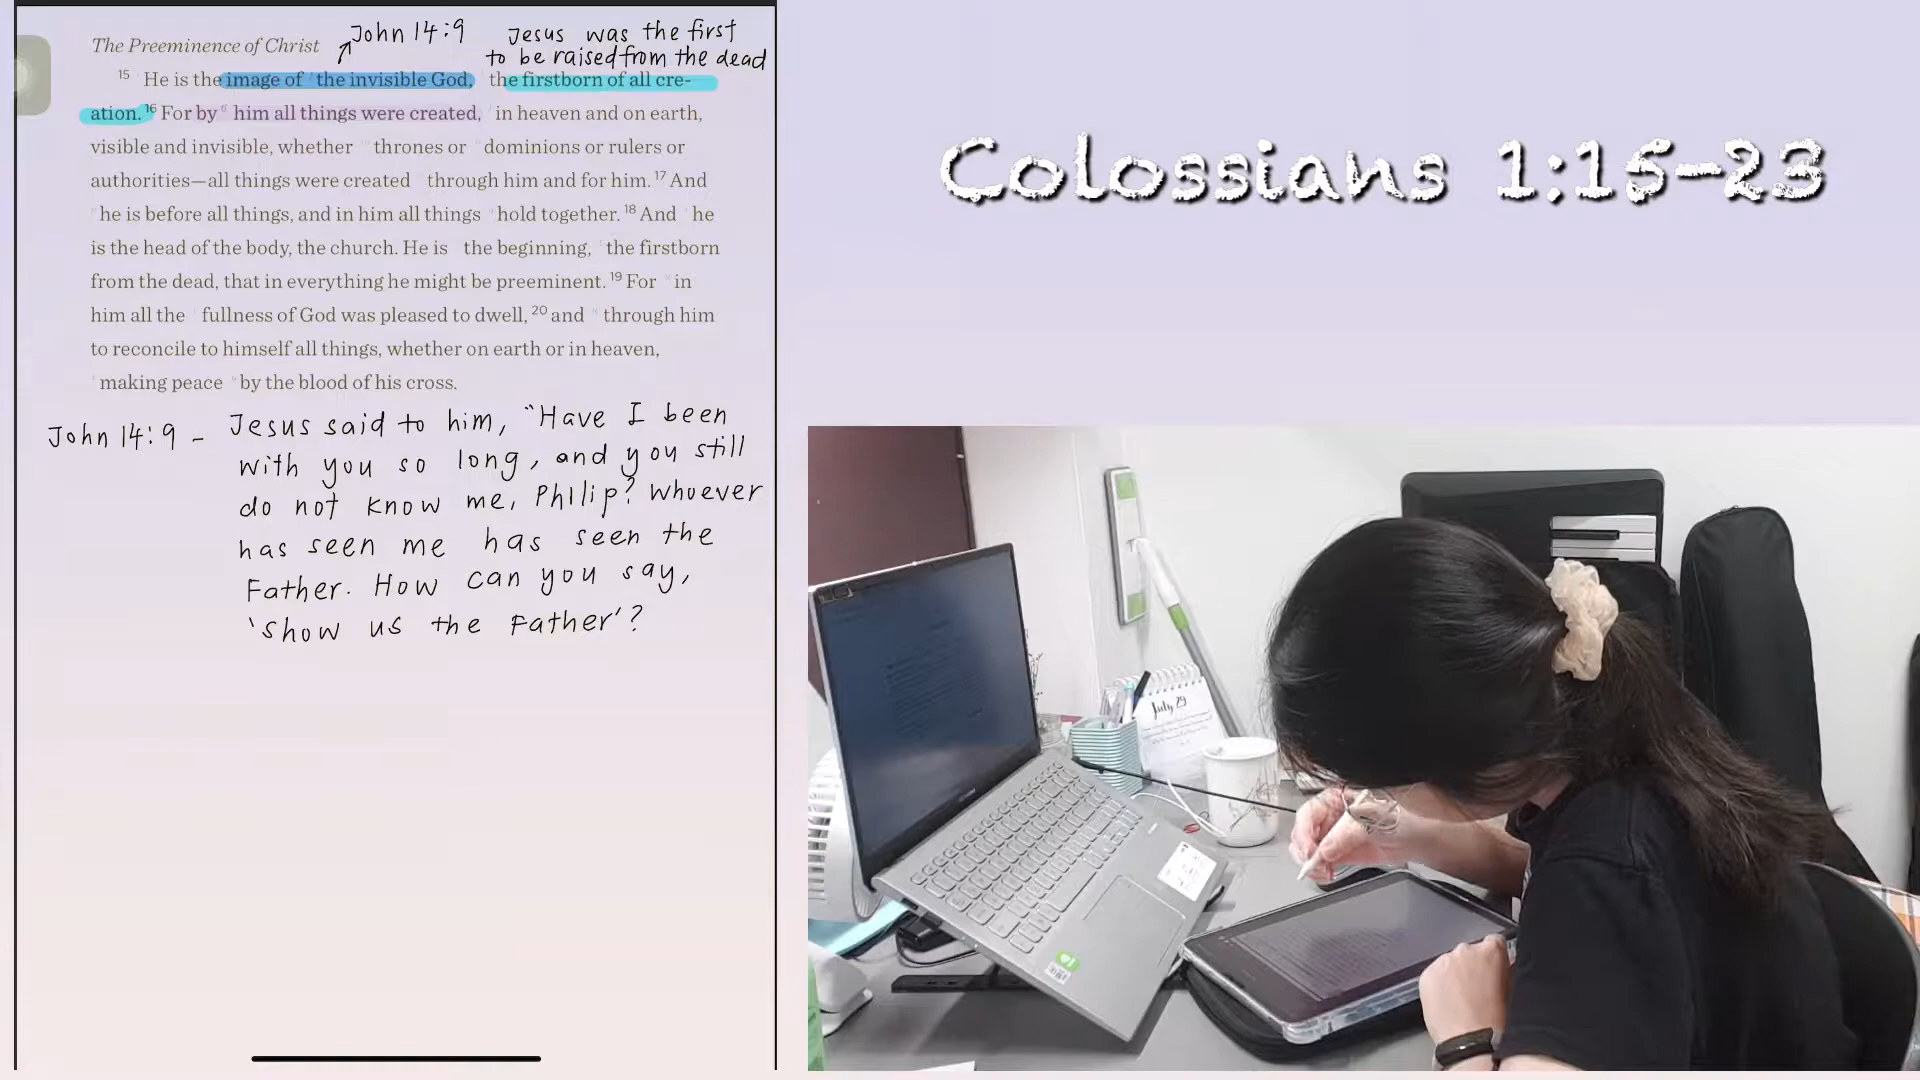 The Preeminence of Christ
John 14:9
Jesus was the first
to be raised from the dead
15 He is the image of the invisible God, the firstborn of all cre-
ation. 16 For by him all things were created, in heaven and on earth,
visible and invisible, whether thrones or dominions or rulers or
authorities—all things were created through him and for him. 17 And
he is before all things, and in him all things hold together. 18 And he
is the head of the body, the church. He is the beginning, the firstborn
from the dead, that in everything he might be preeminent. 19 For in
him all the fullness of God was pleased to dwell, 20 and through him
to reconcile to himself all things, whether on earth or in heaven,
making peace by the blood of his cross.
John 14:9 - Jesus said to him, "Have I been
with you so long, and you still
do not know me, Philip? Whoever
has seen me has seen the
Father. How can you say,
'show us the Father'?
Colossians 1:15-23
July 29